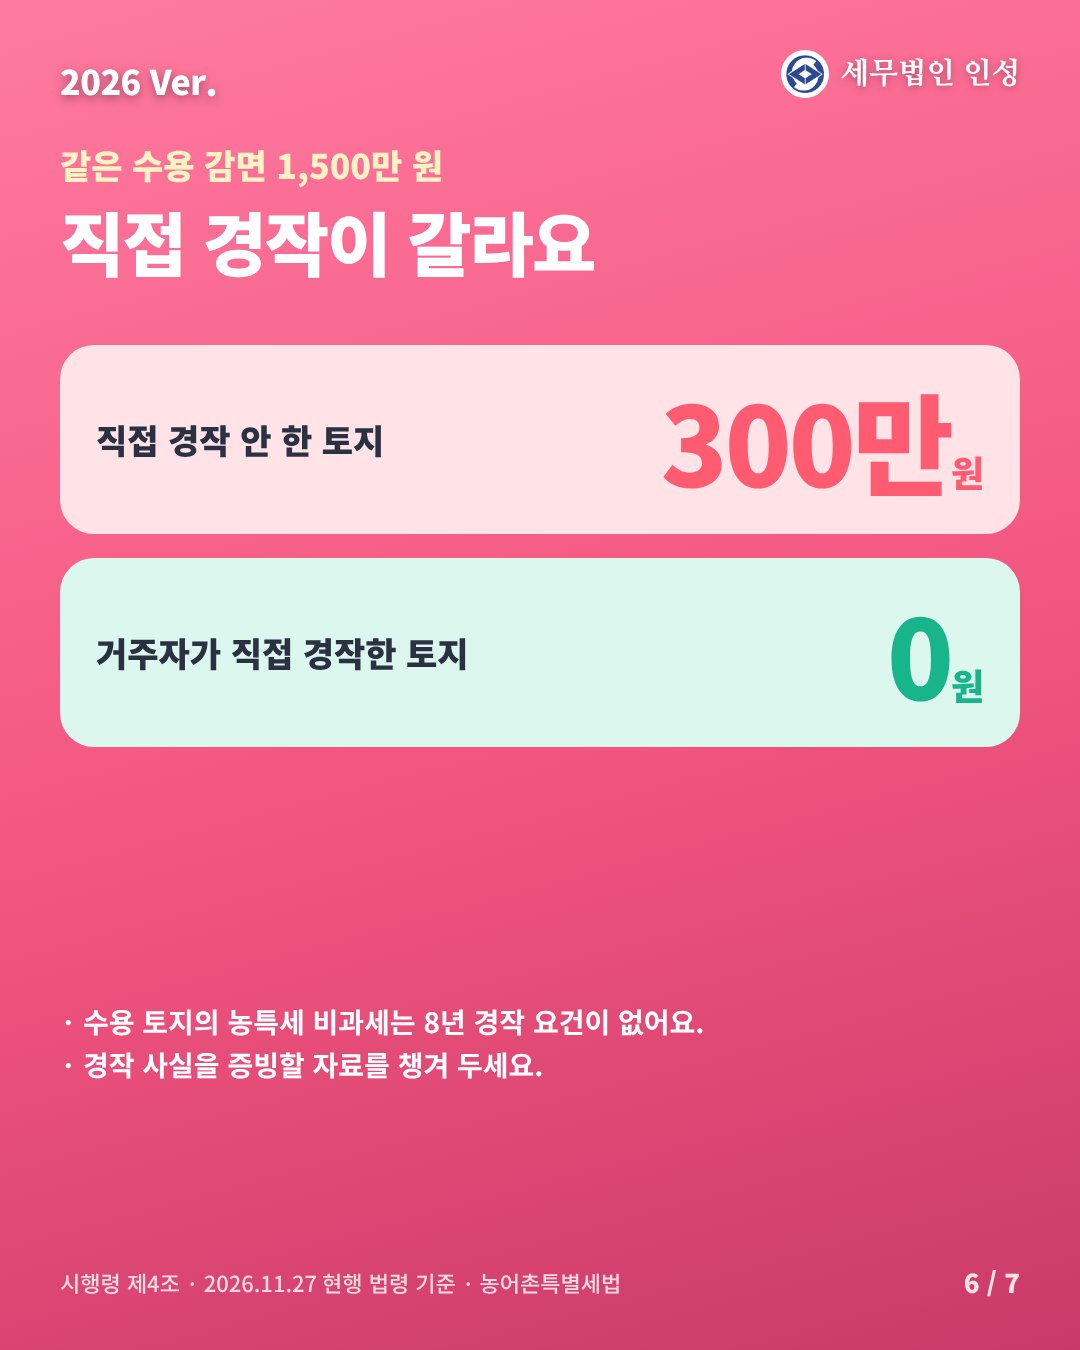 2026 Ver.
세무법인 인성
같은 수용 감면 1,500만 원
직접 경작이 갈라요
직접 경작 안 한 토지
300만원
거주자가 직접 경작한 토지
0원
· 수용 토지의 농특세 비과세는 8년 경작 요건이 없어요.
· 경작 사실을 증빙할 자료를 챙겨 두세요.
시행령 제4조 · 2026.11.27 현행 법령 기준 · 농어촌특별세법
6 / 7